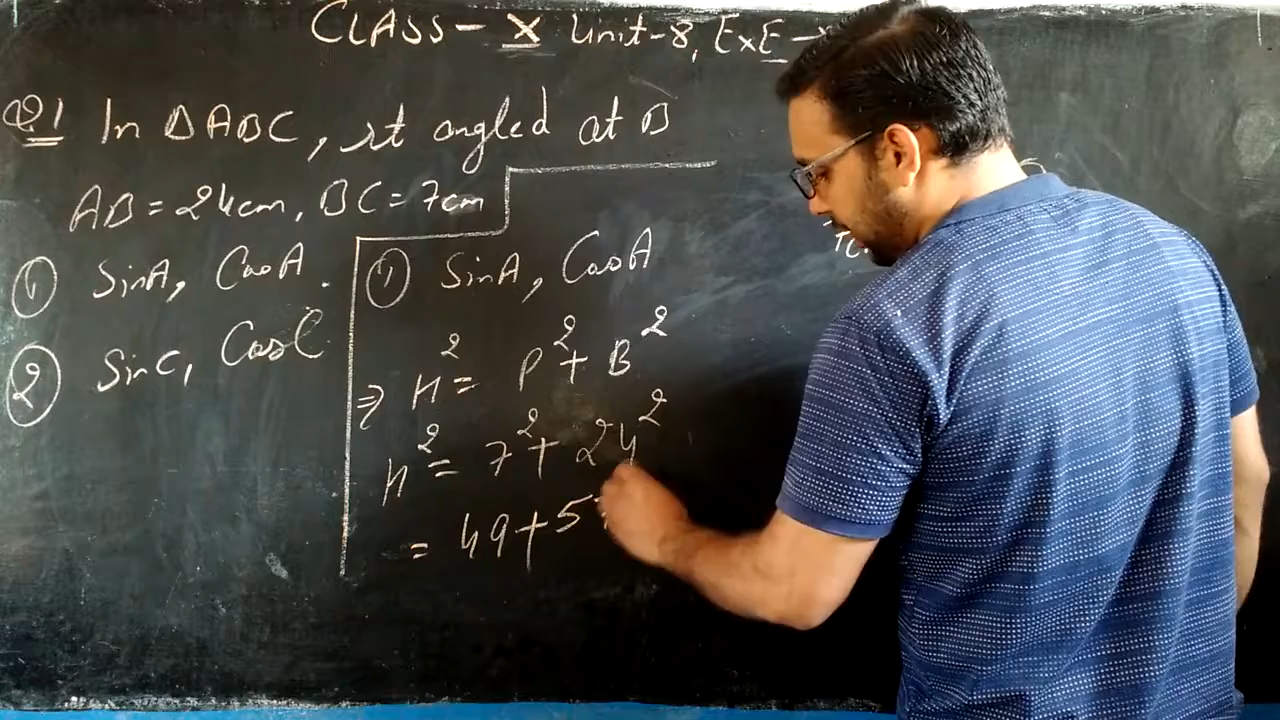 CLASS - X Unit-8, ExE -
Q1 In ΔABC, rt angled at B
AB = 24cm, BC = 7cm
① SinA, CosA.
② SinC, CosC
① SinA, CosA
⇒ H² = P² + B²
H² = 7² + 24²
= 49 + 5